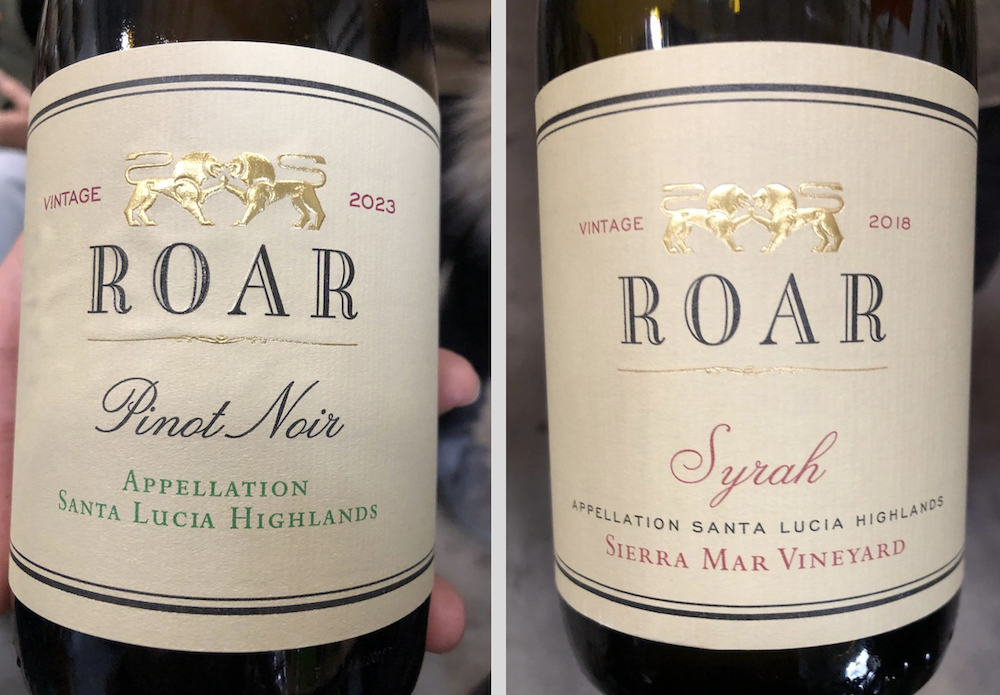 VINTAGE 2023
ROAR
Pinot Noir
APPELLATION
SANTA LUCIA HIGHLANDS
VINTAGE 2018
ROAR
Syrah
APPELLATION SANTA LUCIA HIGHLANDS
SIERRA MAR VINEYARD